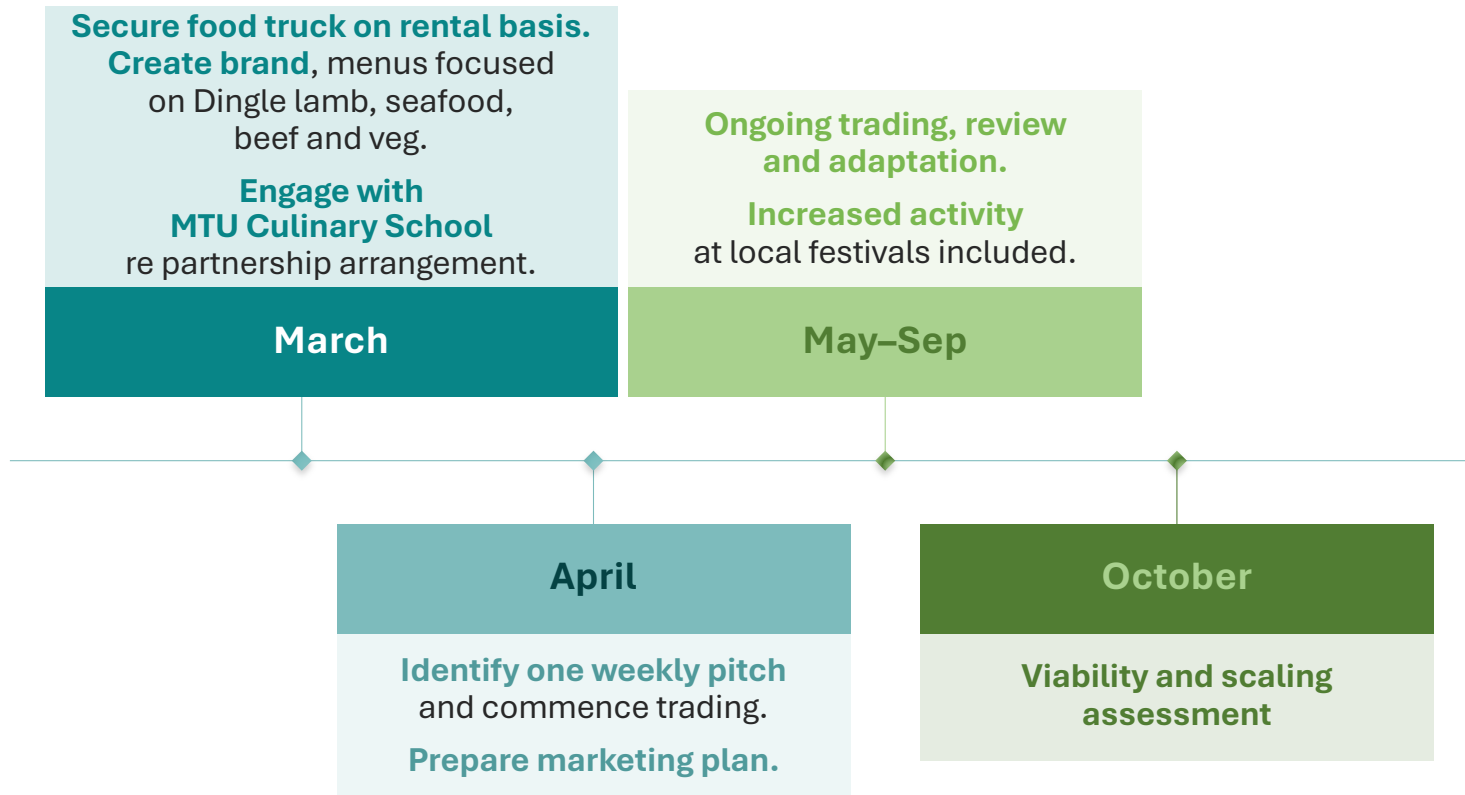 Secure food truck on rental basis.
Create brand, menus focused
on Dingle lamb, seafood,
beef and veg.
Engage with
MTU Culinary School
re partnership arrangement.
March
Ongoing trading, review
and adaptation.
Increased activity
at local festivals included.
May–Sep
April
Identify one weekly pitch
and commence trading.
Prepare marketing plan.
October
Viability and scaling
assessment